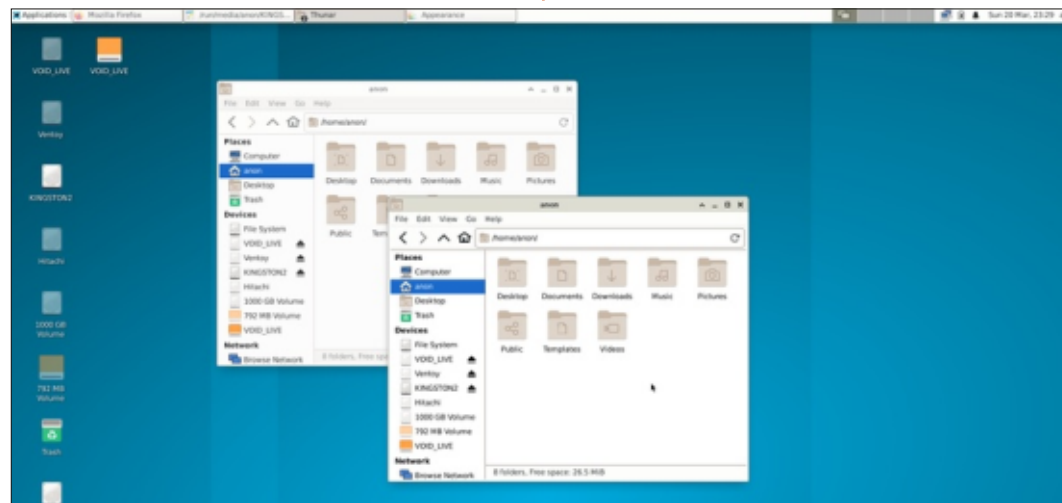 Applications Mozilla Firefox /run/media/anon/KINGS... Thunar Appearance Sun 20 Mar, 23:29
VOID_LIVE VOID_LIVE
Ventoy
KINGSTON2
Hitachi
1000 GB
Volume
792 MB
Volume
Trash
anon
File Edit View Go Help
/home/anon/
Places
Computer
anon
Desktop
Trash
Devices
File System
VOID_LIVE
Ventoy
KINGSTON2
Hitachi
1000 GB Volume
792 MB Volume
VOID_LIVE
Network
Browse Network
Desktop Documents Downloads Music Pictures
Public Tem
8 folders, Free spa
anon
File Edit View Go Help
/home/anon/
Places
Computer
anon
Desktop
Trash
Devices
File System
VOID_LIVE
Ventoy
KINGSTON2
Hitachi
1000 GB Volume
792 MB Volume
VOID_LIVE
Network
Browse Network
Desktop Documents Downloads Music Pictures
Public Templates Videos
8 folders, Free space: 26.5 MiB